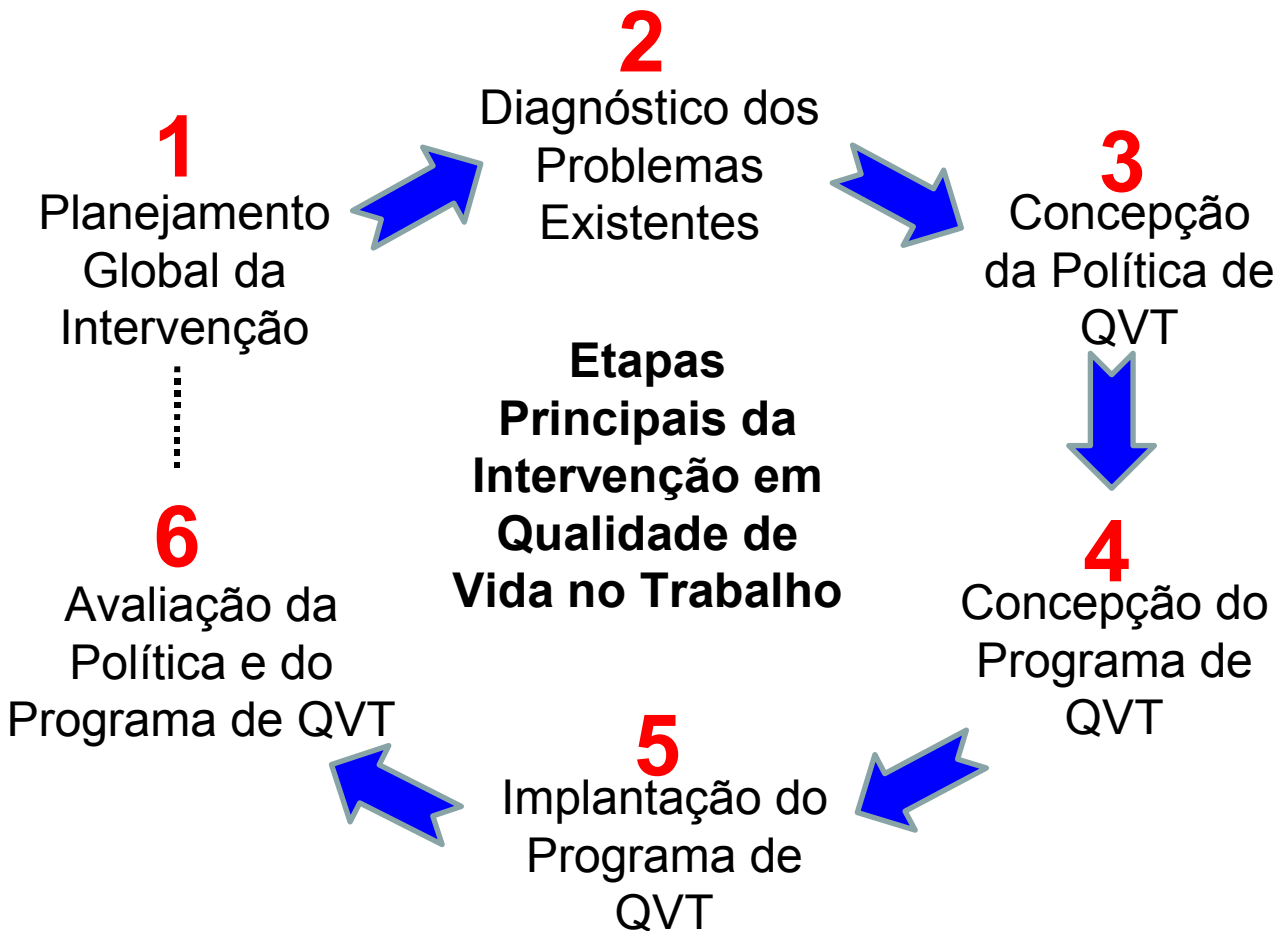 1
Planejamento
Global da
Intervenção
2
Diagnóstico dos
Problemas
Existentes
3
Concepção
da Política de
QVT
Etapas
Principais da
Intervenção em
Qualidade de
Vida no Trabalho
4
Concepção do
Programa de
QVT
5
Implantação do
Programa de
QVT
6
Avaliação da
Política e do
Programa de QVT